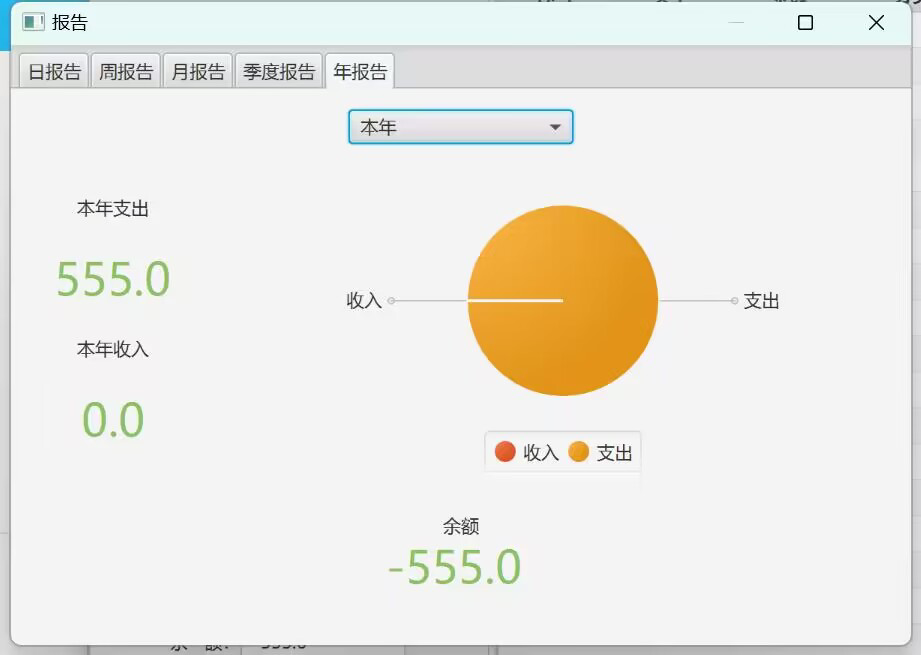 报告
日报告 周报告 月报告 季度报告 年报告
本年
本年支出
555.0
收入
支出
本年收入
0.0
收入 支出
余额
-555.0